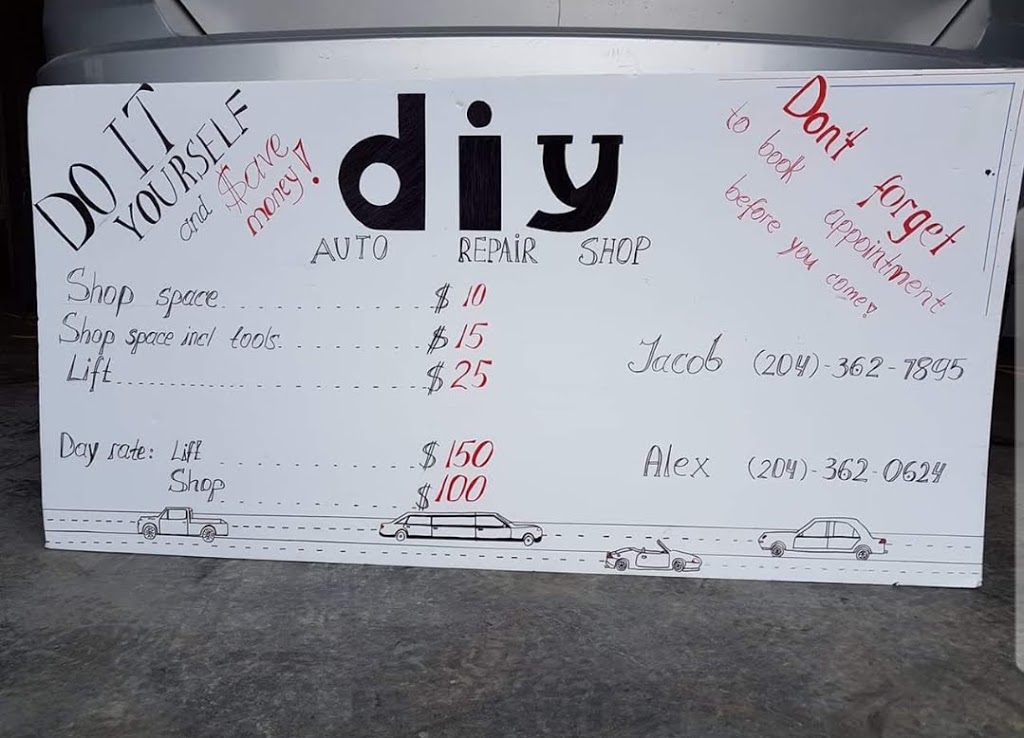 DO IT
YOURSELF
and $ave
money!
diy
AUTO REPAIR SHOP
Don't forget
to book appointment
before you come!
Shop space $10
Shop space incl tools $15
Lift $25
Day rate: Lift $150
Shop $100
Jacob (204)-362-7895
Alex (204)-362-0624